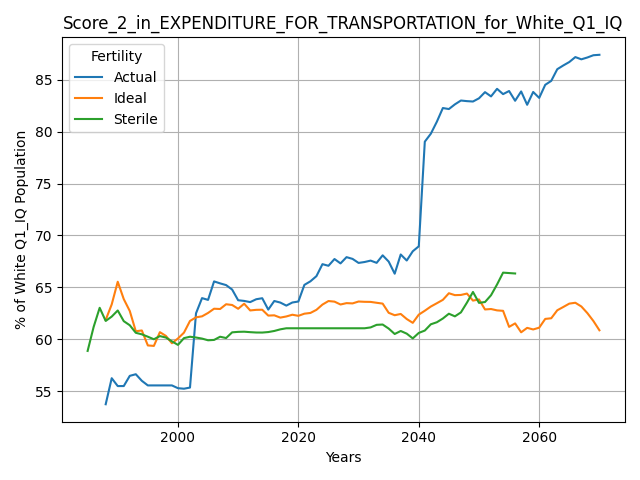 Score_2_in_EXPENDITURE_FOR_TRANSPORTATION_for_White_Q1_IQ
Fertility
Actual
Ideal
Sterile
% of White Q1_IQ Population
85
80
75
70
65
60
55
2000
2020
2040
2060
Years